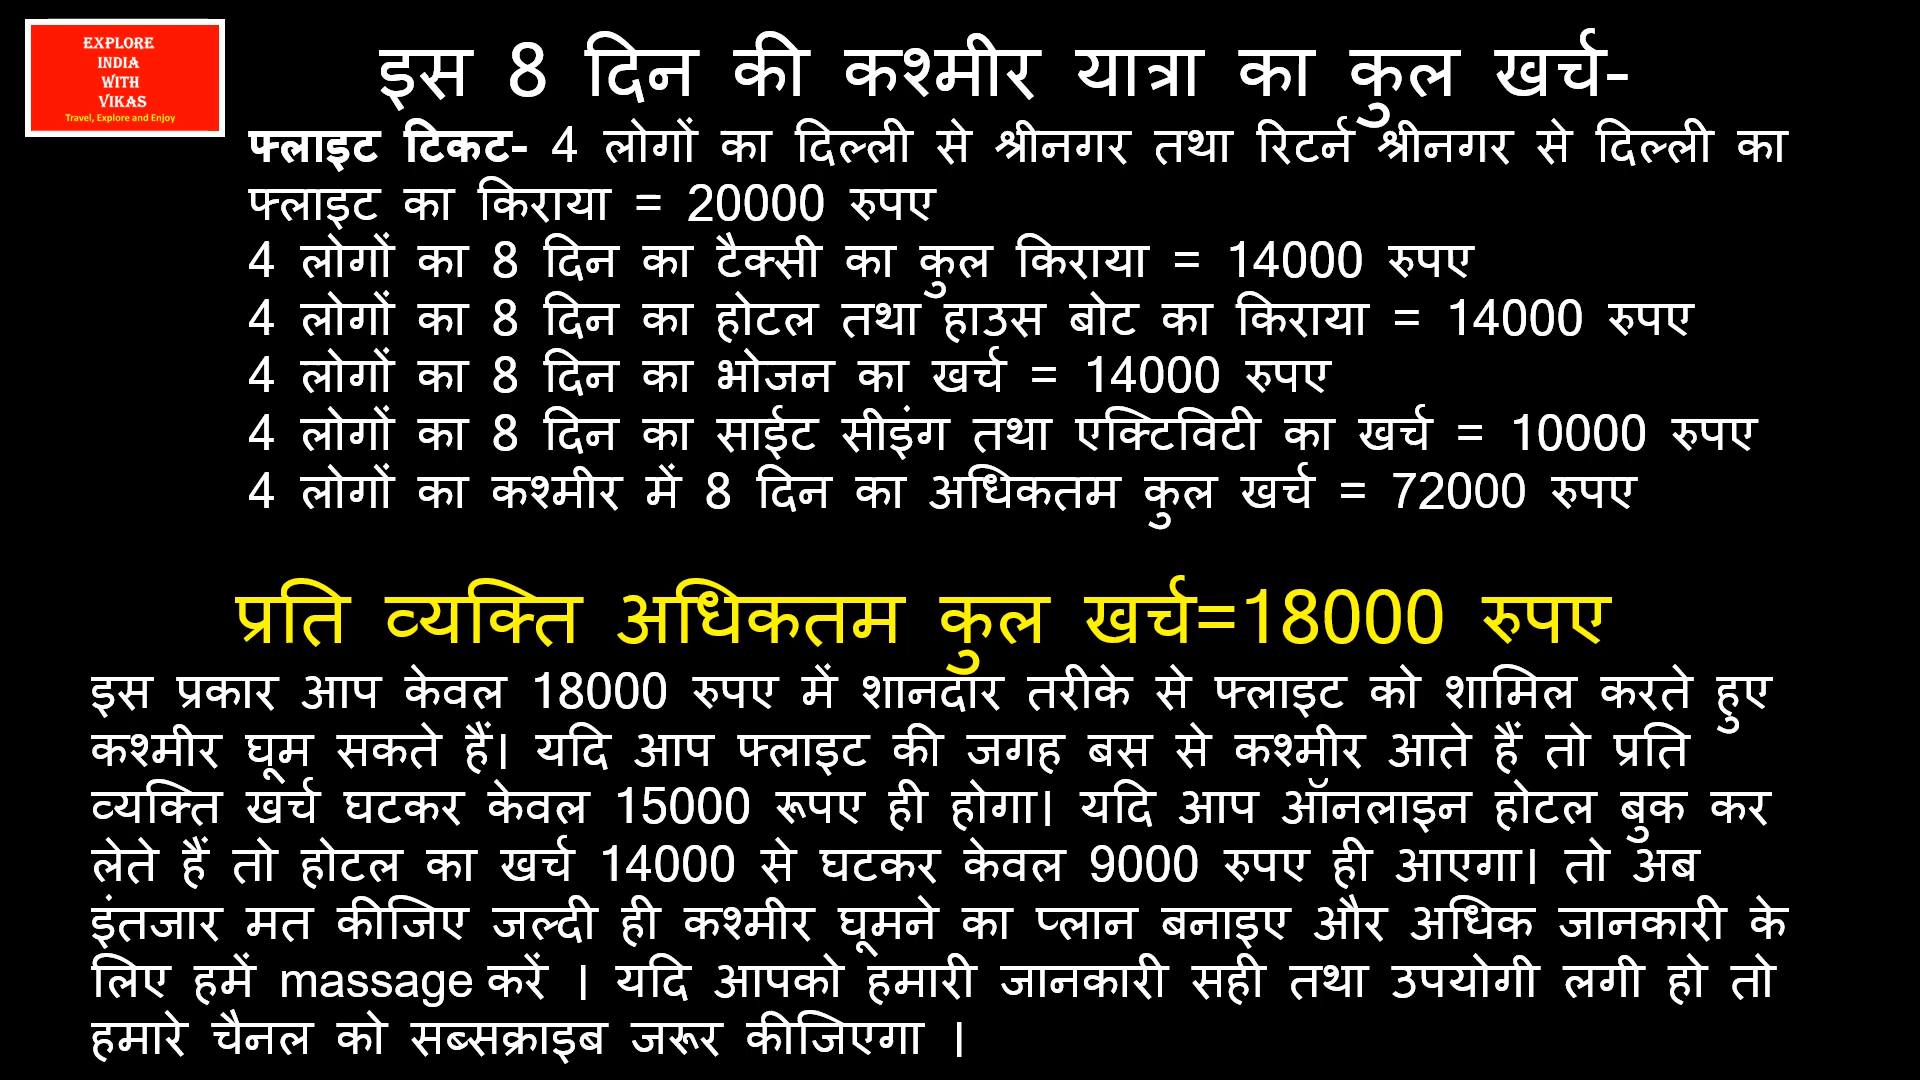 EXPLORE
INDIA
WITH
VIKAS
Travel, Explore and Enjoy
इस 8 दिन की कश्मीर यात्रा का कुल खर्च-
फ्लाइट टिकट- 4 लोगों का दिल्ली से श्रीनगर तथा रिटर्न श्रीनगर से दिल्ली का
फ्लाइट का किराया = 20000 रुपए
4 लोगों का 8 दिन का टैक्सी का कुल किराया = 14000 रुपए
4 लोगों का 8 दिन का होटल तथा हाउस बोट का किराया = 14000 रुपए
4 लोगों का 8 दिन का भोजन का खर्च = 14000 रुपए
4 लोगों का 8 दिन का साईट सीइंग तथा एक्टिविटी का खर्च = 10000 रुपए
4 लोगों का कश्मीर में 8 दिन का अधिकतम कुल खर्च = 72000 रुपए
प्रति व्यक्ति अधिकतम कुल खर्च=18000 रुपए
इस प्रकार आप केवल 18000 रुपए में शानदार तरीके से फ्लाइट को शामिल करते हुए
कश्मीर घूम सकते हैं। यदि आप फ्लाइट की जगह बस से कश्मीर आते हैं तो प्रति
व्यक्ति खर्च घटकर केवल 15000 रूपए ही होगा। यदि आप ऑनलाइन होटल बुक कर
लेते हैं तो होटल का खर्च 14000 से घटकर केवल 9000 रुपए ही आएगा। तो अब
इंतजार मत कीजिए जल्दी ही कश्मीर घूमने का प्लान बनाइए और अधिक जानकारी के
लिए हमें massage करें । यदि आपको हमारी जानकारी सही तथा उपयोगी लगी हो तो
हमारे चैनल को सब्सक्राइब जरूर कीजिएगा ।